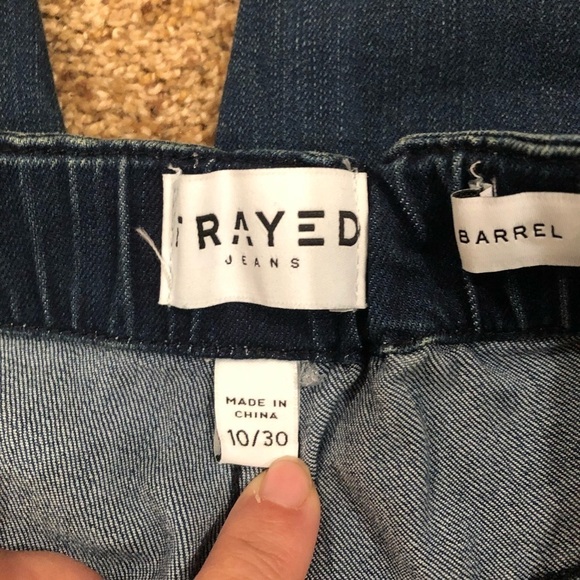 FRAYED
JEANS
BARREL
MADE IN
CHINA
10/30